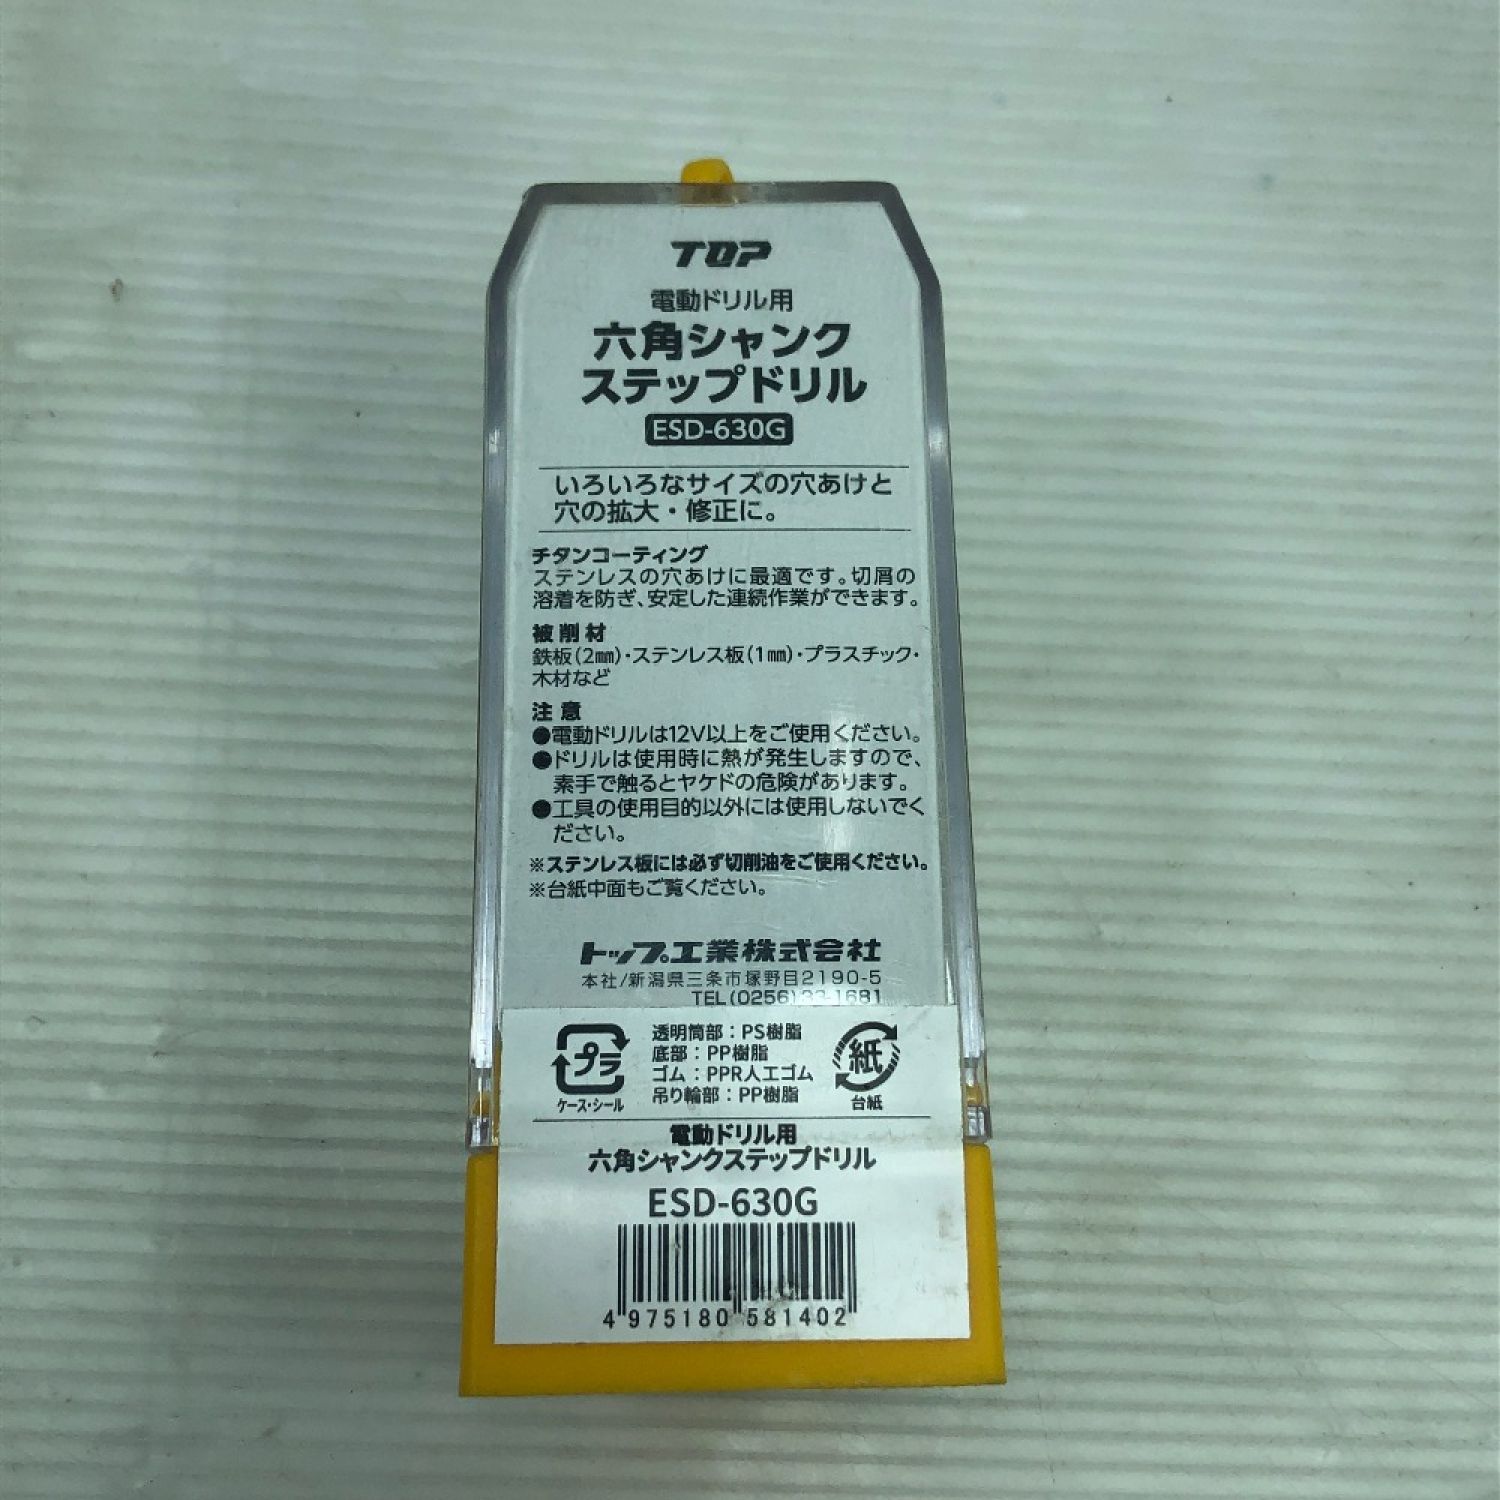 TOP
電動ドリル用
六角シャンク
ステップドリル
ESD-630G
いろいろなサイズの穴あけと
穴の拡大・修正に。
チタンコーティング
ステンレスの穴あけに最適です。切屑の
溶着を防ぎ、安定した連続作業ができます。
被削材
鉄板(2㎜)・ステンレス板(1㎜)・プラスチック・
木材など
注意
●電動ドリルは12V以上をご使用ください。
●ドリルは使用時に熱が発生しますので、
素手で触るとヤケドの危険があります。
●工具の使用目的以外には使用しないでく
ださい。
※ステンレス板には必ず切削油をご使用ください。
※台紙中面もご覧ください。
トップ工業株式会社
本社/新潟県三条市塚野目2190-5
TEL(0256)33-1681
プラ
ケース・シール
透明筒部：PS樹脂
底部：PP樹脂
ゴム：PPR人工ゴム
吊り輪部：PP樹脂
紙
台紙
電動ドリル用
六角シャンクステップドリル
ESD-630G
4 975180 581402